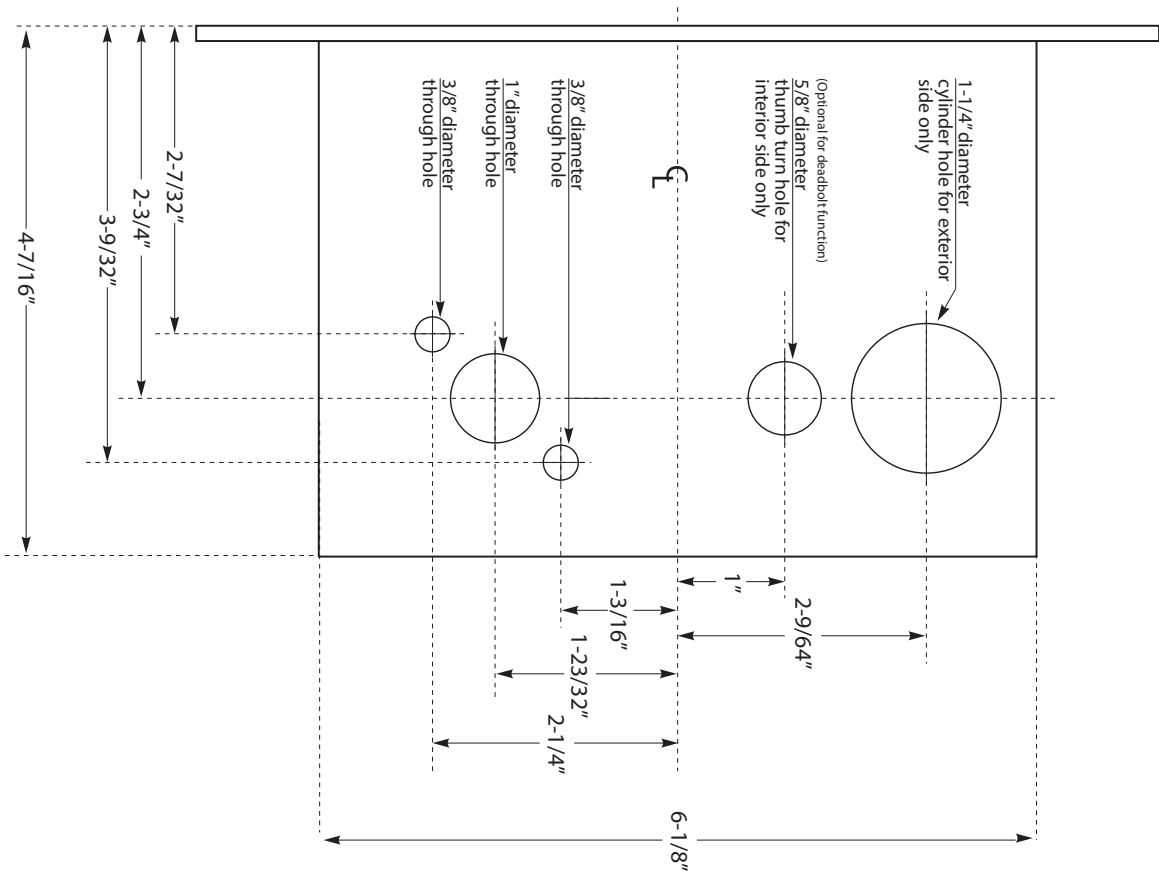 1-1/4" diameter
cylinder hole for exterior
side only
(Optional for deadbolt function)
5/8" diameter
thumb turn hole for
interior side only
CL
3/8" diameter
through hole
1" diameter
through hole
3/8" diameter
through hole
2-7/32"
2-3/4"
3-9/32"
4-7/16"
1"
2-9/64"
1-3/16"
1-23/32"
2-1/4"
6-1/8"